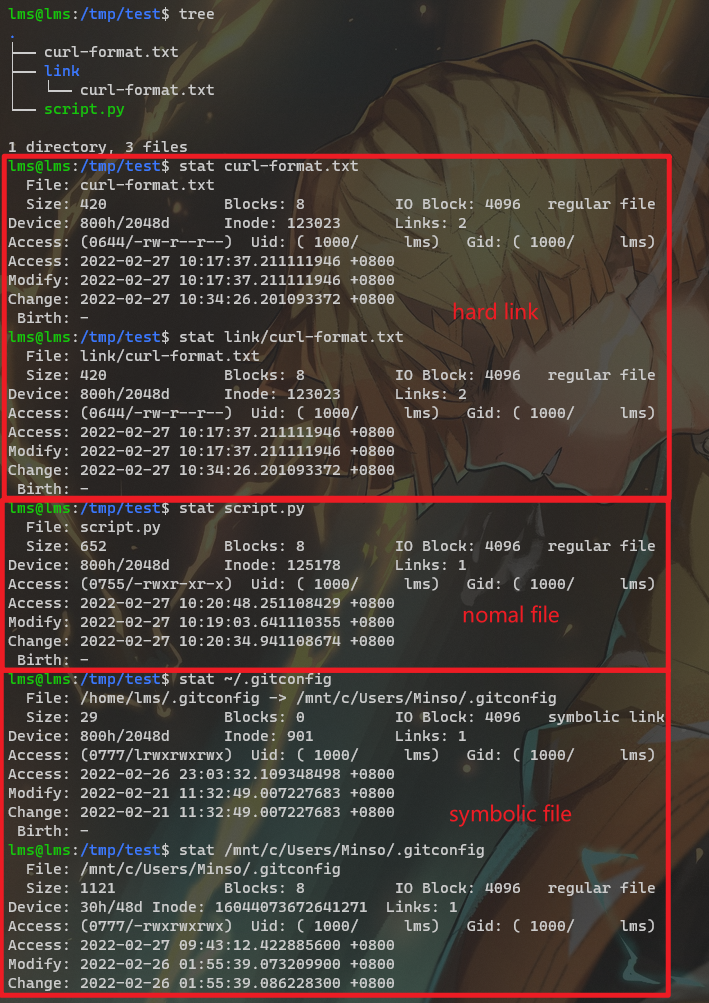 lms@lms:/tmp/test$ tree
.
├── curl-format.txt
├── link
│   └── curl-format.txt
└── script.py
1 directory, 3 files
lms@lms:/tmp/test$ stat curl-format.txt
  File: curl-format.txt
  Size: 420             Blocks: 8          IO Block: 4096   regular file
Device: 800h/2048d      Inode: 123023      Links: 2
Access: (0644/-rw-r--r--)  Uid: ( 1000/     lms)   Gid: ( 1000/     lms)
Access: 2022-02-27 10:17:37.211111946 +0800
Modify: 2022-02-27 10:17:37.211111946 +0800
Change: 2022-02-27 10:34:26.201093372 +0800
 Birth: -
hard link
lms@lms:/tmp/test$ stat link/curl-format.txt
  File: link/curl-format.txt
  Size: 420             Blocks: 8          IO Block: 4096   regular file
Device: 800h/2048d      Inode: 123023      Links: 2
Access: (0644/-rw-r--r--)  Uid: ( 1000/     lms)   Gid: ( 1000/     lms)
Access: 2022-02-27 10:17:37.211111946 +0800
Modify: 2022-02-27 10:17:37.211111946 +0800
Change: 2022-02-27 10:34:26.201093372 +0800
 Birth: -
lms@lms:/tmp/test$ stat script.py
  File: script.py
  Size: 652             Blocks: 8          IO Block: 4096   regular file
Device: 800h/2048d      Inode: 125178      Links: 1
Access: (0755/-rwxr-xr-x)  Uid: ( 1000/     lms)   Gid: ( 1000/     lms)
Access: 2022-02-27 10:20:48.251108429 +0800
Modify: 2022-02-27 10:19:03.641110355 +0800
Change: 2022-02-27 10:20:34.941108674 +0800
 Birth: -
nomal file
lms@lms:/tmp/test$ stat ~/.gitconfig
  File: /home/lms/.gitconfig -> /mnt/c/Users/Minso/.gitconfig
  Size: 29              Blocks: 0          IO Block: 4096   symbolic link
Device: 800h/2048d      Inode: 901         Links: 1
Access: (0777/lrwxrwxrwx)  Uid: ( 1000/     lms)   Gid: ( 1000/     lms)
Access: 2022-02-26 23:03:32.109348498 +0800
Modify: 2022-02-21 11:32:49.007227683 +0800
Change: 2022-02-21 11:32:49.007227683 +0800
 Birth: -
symbolic file
lms@lms:/tmp/test$ stat /mnt/c/Users/Minso/.gitconfig
  File: /mnt/c/Users/Minso/.gitconfig
  Size: 1121            Blocks: 8          IO Block: 4096   regular file
Device: 30h/48d Inode: 16044073672641271  Links: 1
Access: (0777/-rwxrwxrwx)  Uid: ( 1000/     lms)   Gid: ( 1000/     lms)
Access: 2022-02-27 09:43:12.422885600 +0800
Modify: 2022-02-26 01:55:39.073209900 +0800
Change: 2022-02-26 01:55:39.086228300 +0800